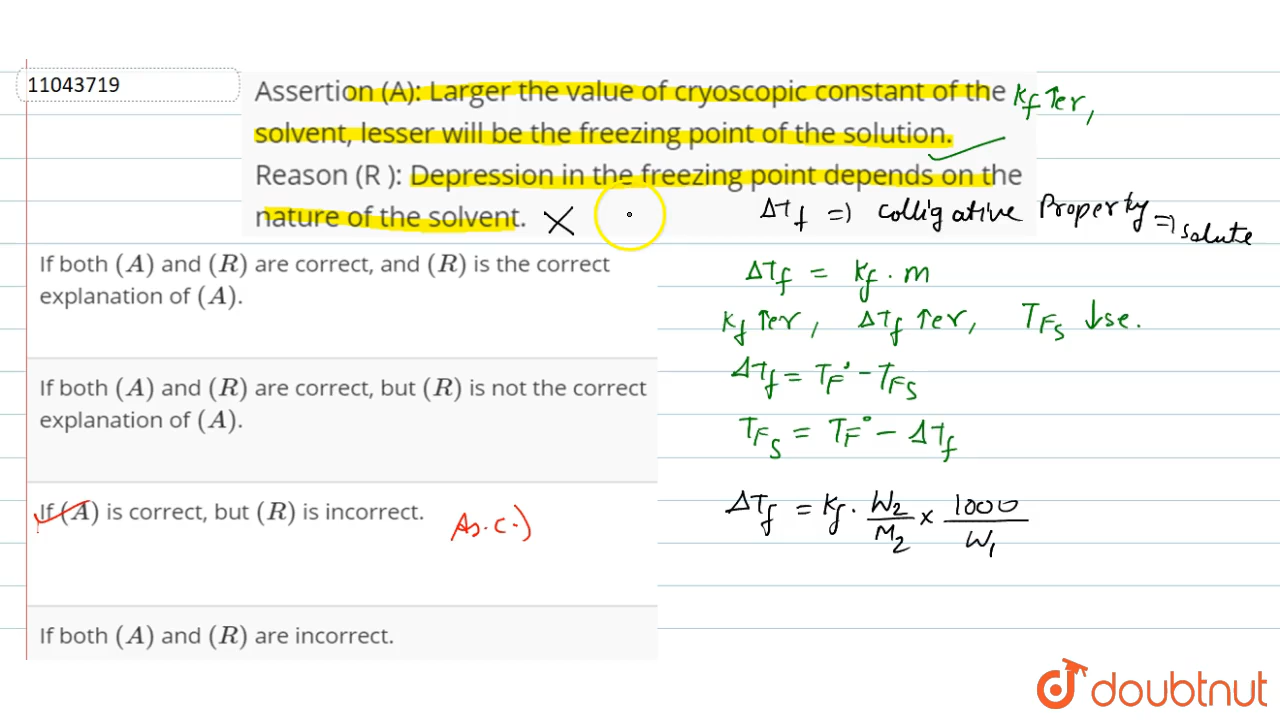 11043719
Assertion (A): Larger the value of cryoscopic constant of the
solvent, lesser will be the freezing point of the solution.
Reason (R ): Depression in the freezing point depends on the
nature of the solvent.
If both (A) and (R) are correct, and (R) is the correct
explanation of (A).
If both (A) and (R) are correct, but (R) is not the correct
explanation of (A).
If (A) is correct, but (R) is incorrect.
If both (A) and (R) are incorrect.
Kf ↑er,
ΔTf ⇒ Colligative Property ⇒ Solute
ΔTf = Kf · m
Kf ↑er, ΔTf ↑er, TFs ↓se.
ΔTf = TF° - TFs
TFs = TF° - ΔTf
ΔTf = Kf · W2/M2 × 1000/W1
As. C.)
doubtnut